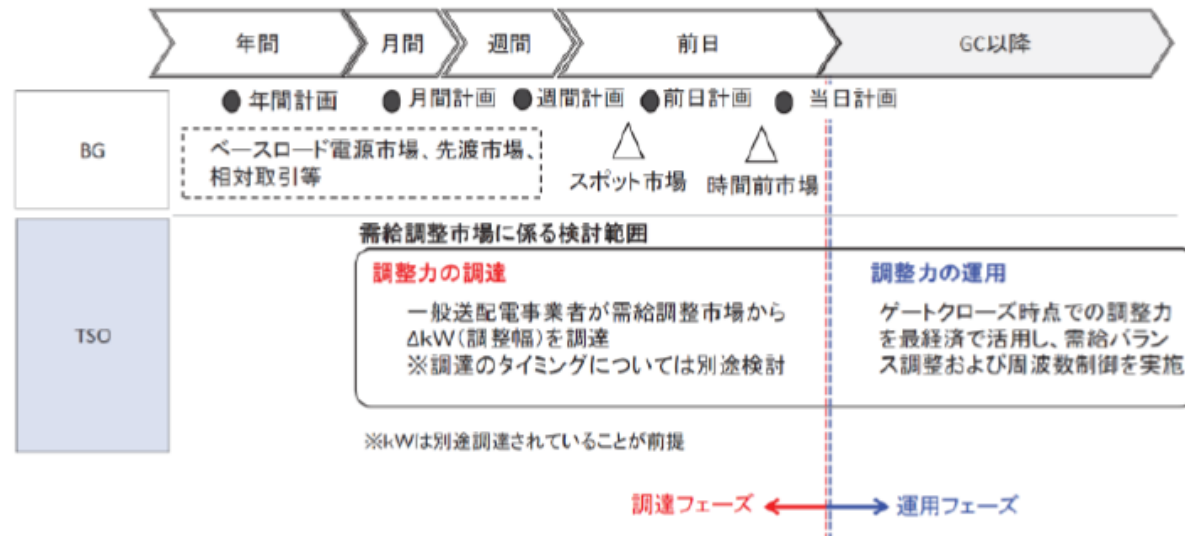 年間
月間
週間
前日
GC以降
BG
年間計画
月間計画
週間計画
前日計画
当日計画
ベースロード電源市場、先渡市場、
相対取引等
スポット市場
時間前市場
TSO
需給調整市場に係る検討範囲
調整力の調達
一般送配電事業者が需給調整市場から
ΔkW(調整幅)を調達
※調達のタイミングについては別途検討
調整力の運用
ゲートクローズ時点での調整力
を最経済で活用し、需給バラン
ス調整および周波数制御を実施
※kWは別途調達されていることが前提
調達フェーズ
運用フェーズ